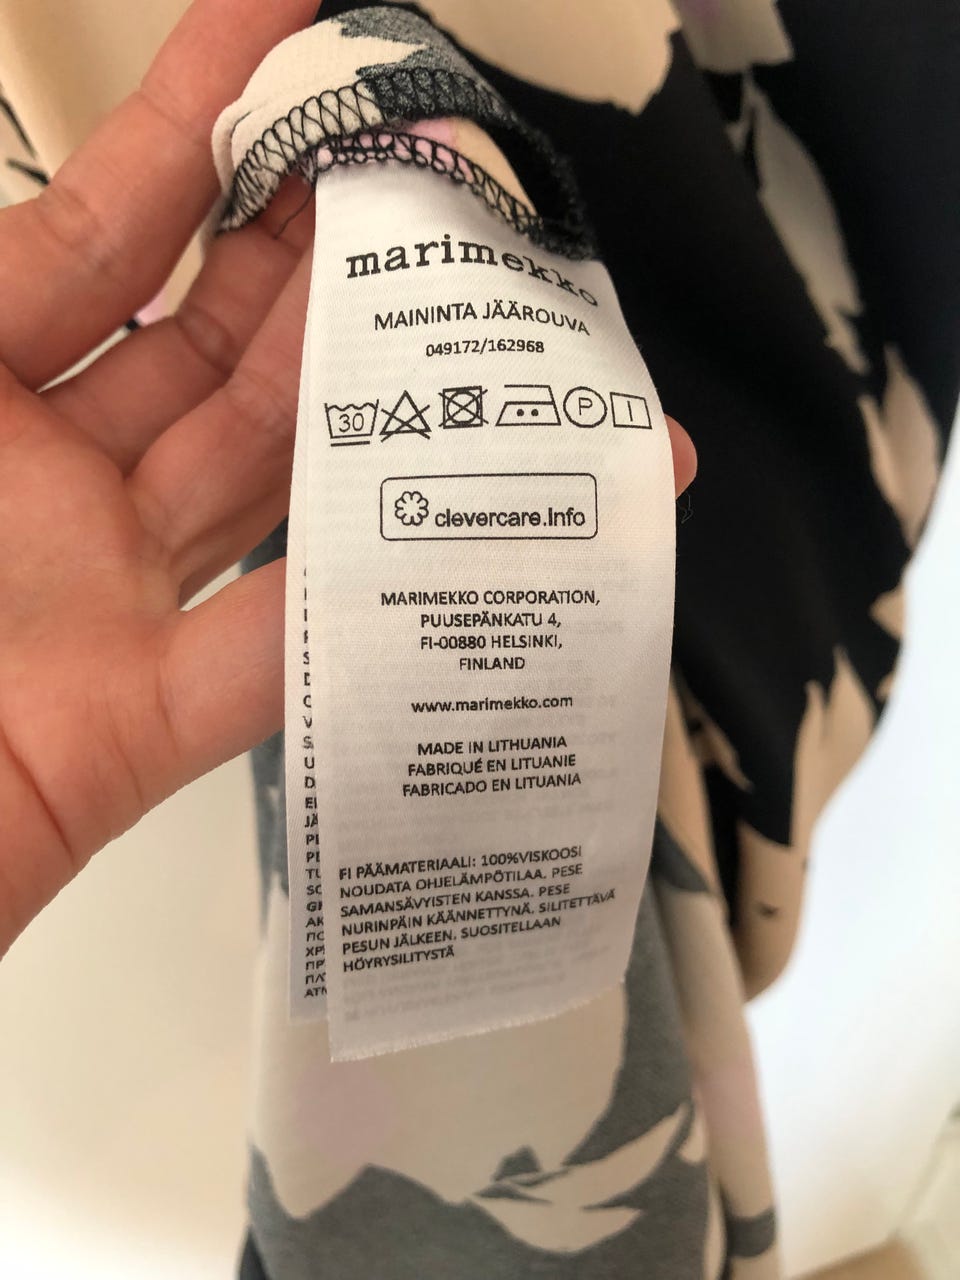 marimekko
MAININTA JÄÄROUVA
049172/162968
30
P
clevercare.info
MARIMEKKO CORPORATION,
PUUSEPÄNKATU 4,
FI-00880 HELSINKI,
FINLAND
www.marimekko.com
MADE IN LITHUANIA
FABRIQUÉ EN LITUANIE
FABRICADO EN LITUANIA
FI PÄÄMATERIAALI: 100%VISKOOSI
NOUDATA OHJELÄMPÖTILAA. PESE
SAMANSÄVYISTEN KANSSA. PESE
NURINPÄIN KÄÄNNETTYNÄ. SILITETTÄVÄ
PESUN JÄLKEEN. SUOSITELLAAN
HÖYRYSILITYSTÄ